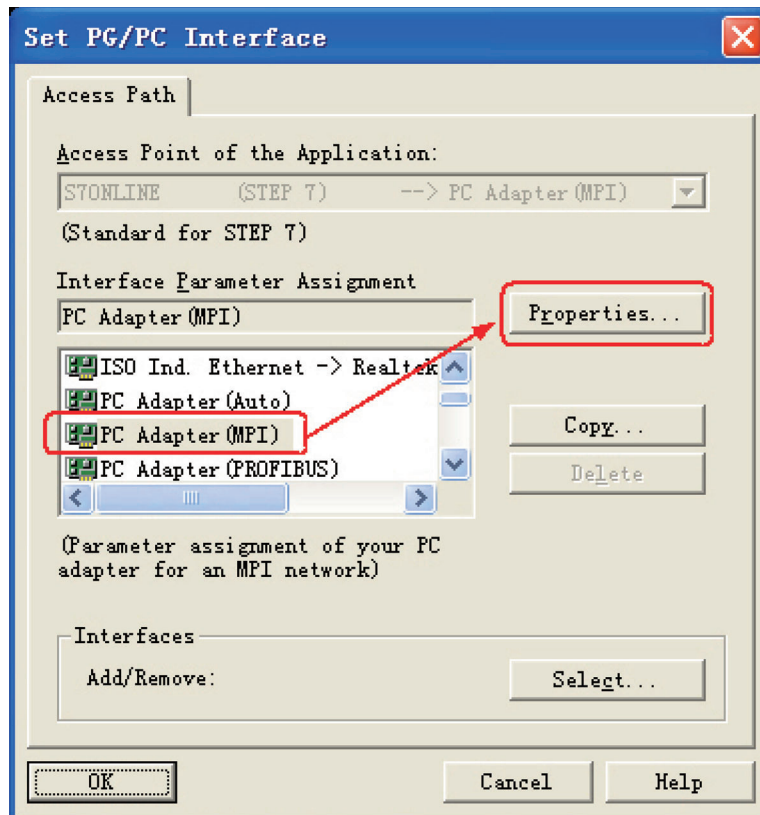 Set PG/PC Interface
Access Path
Access Point of the Application:
S7ONLINE (STEP 7) --> PC Adapter(MPI)
(Standard for STEP 7)
Interface Parameter Assignment
PC Adapter(MPI)
Properties...
ISO Ind. Ethernet -> Realtek
PC Adapter(Auto)
PC Adapter(MPI)
PC Adapter(PROFIBUS)
Copy...
Delete
(Parameter assignment of your PC
adapter for an MPI network)
Interfaces
Add/Remove:
Select...
OK
Cancel
Help